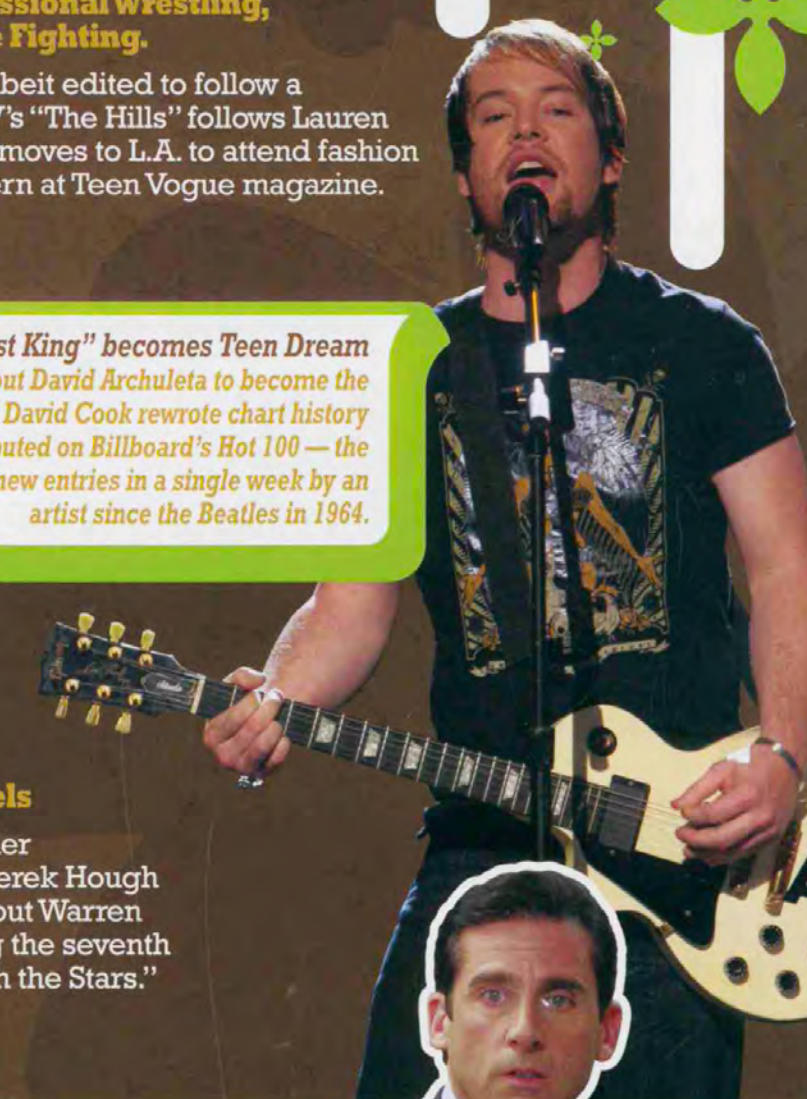 ssional Wrestling,
e Fighting.
beit edited to follow a
V's “The Hills” follows Lauren
moves to L.A. to attend fashion
ern at Teen Vogue magazine.
st King” becomes Teen Dream
out David Archuleta to become the
David Cook rewrote chart history
outed on Billboard's Hot 100 — the
new entries in a single week by an
artist since the Beatles in 1964.
els
er
erek Hough
out Warren
g the seventh
n the Stars.”
Gibson